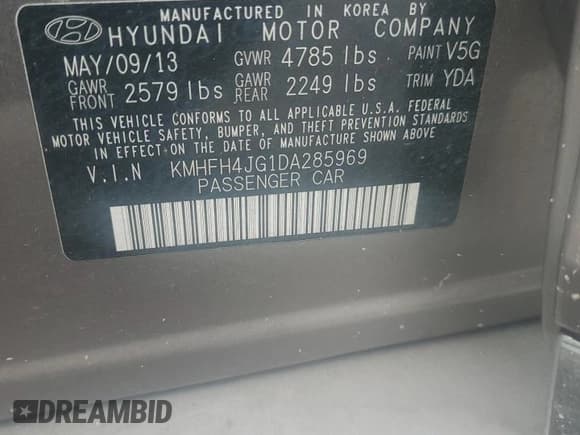 MANUFACTURED IN KOREA BY
HYUNDAI MOTOR COMPANY
MAY/09/13 GVWR 4785 lbs PAINT V5G
GAWR FRONT 2579 lbs GAWR REAR 2249 lbs TRIM YDA
THIS VEHICLE CONFORMS TO ALL APPLICABLE U.S.A. FEDERAL
MOTOR VEHICLE SAFETY, BUMPER, AND THEFT PREVENTION STANDARDS
IN EFFECT ON THE DATE OF MANUFACTURE SHOWN ABOVE.
V.I.N KMHFH4JG1DA285969
PASSENGER CAR
DREAMBID